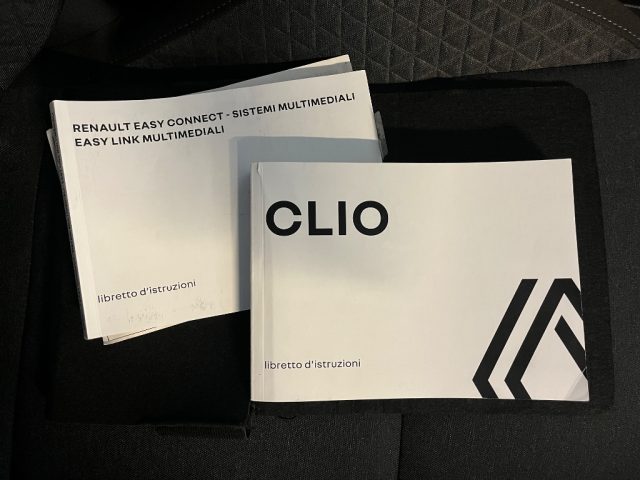 RENAULT EASY CONNECT - SISTEMI MULTIMEDIALI
EASY LINK MULTIMEDIALI
libretto d'istruzioni
CLIO
libretto d'istruzioni